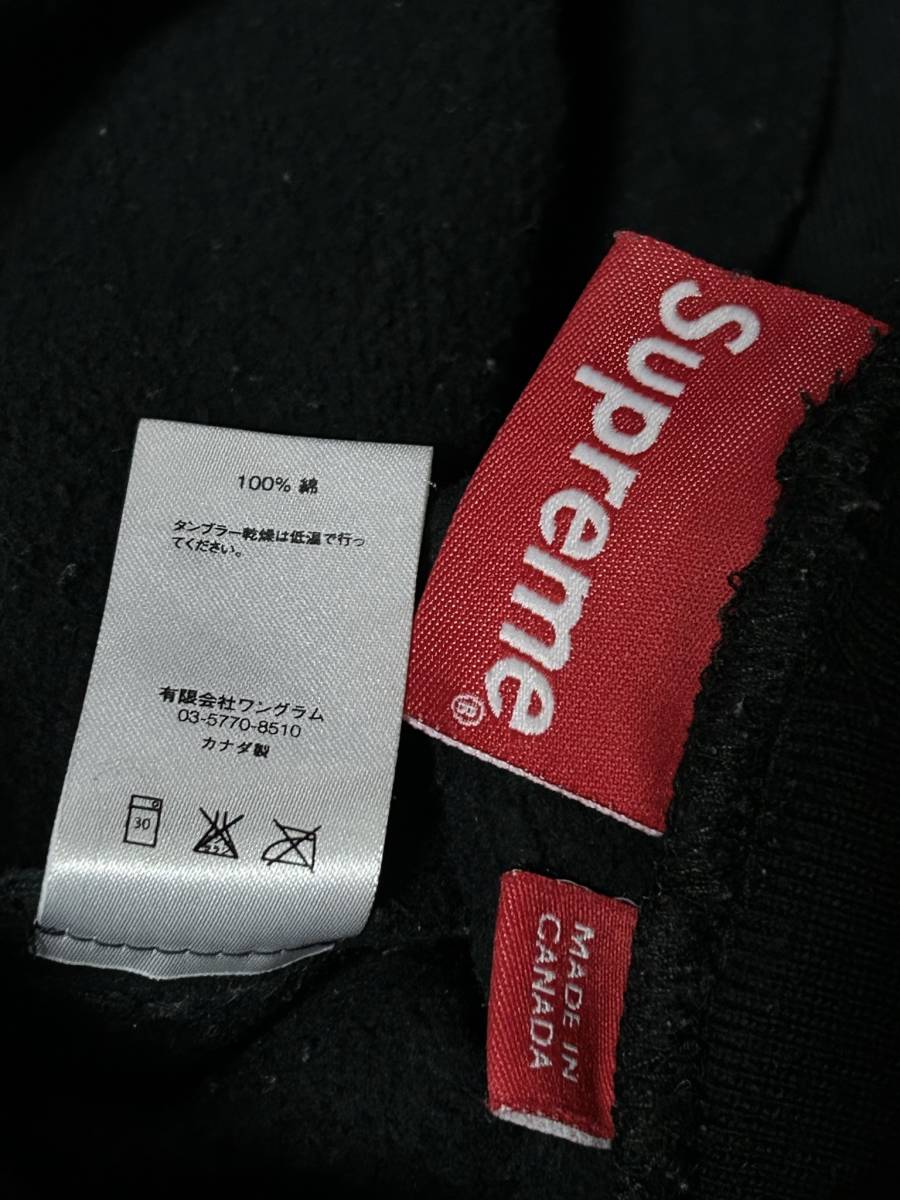 100% 綿
タンブラー乾燥は低温で行っ
てください。
有限会社ワングラム
03-5770-8510
カナダ製
30
Supreme®
MADE IN
CANADA